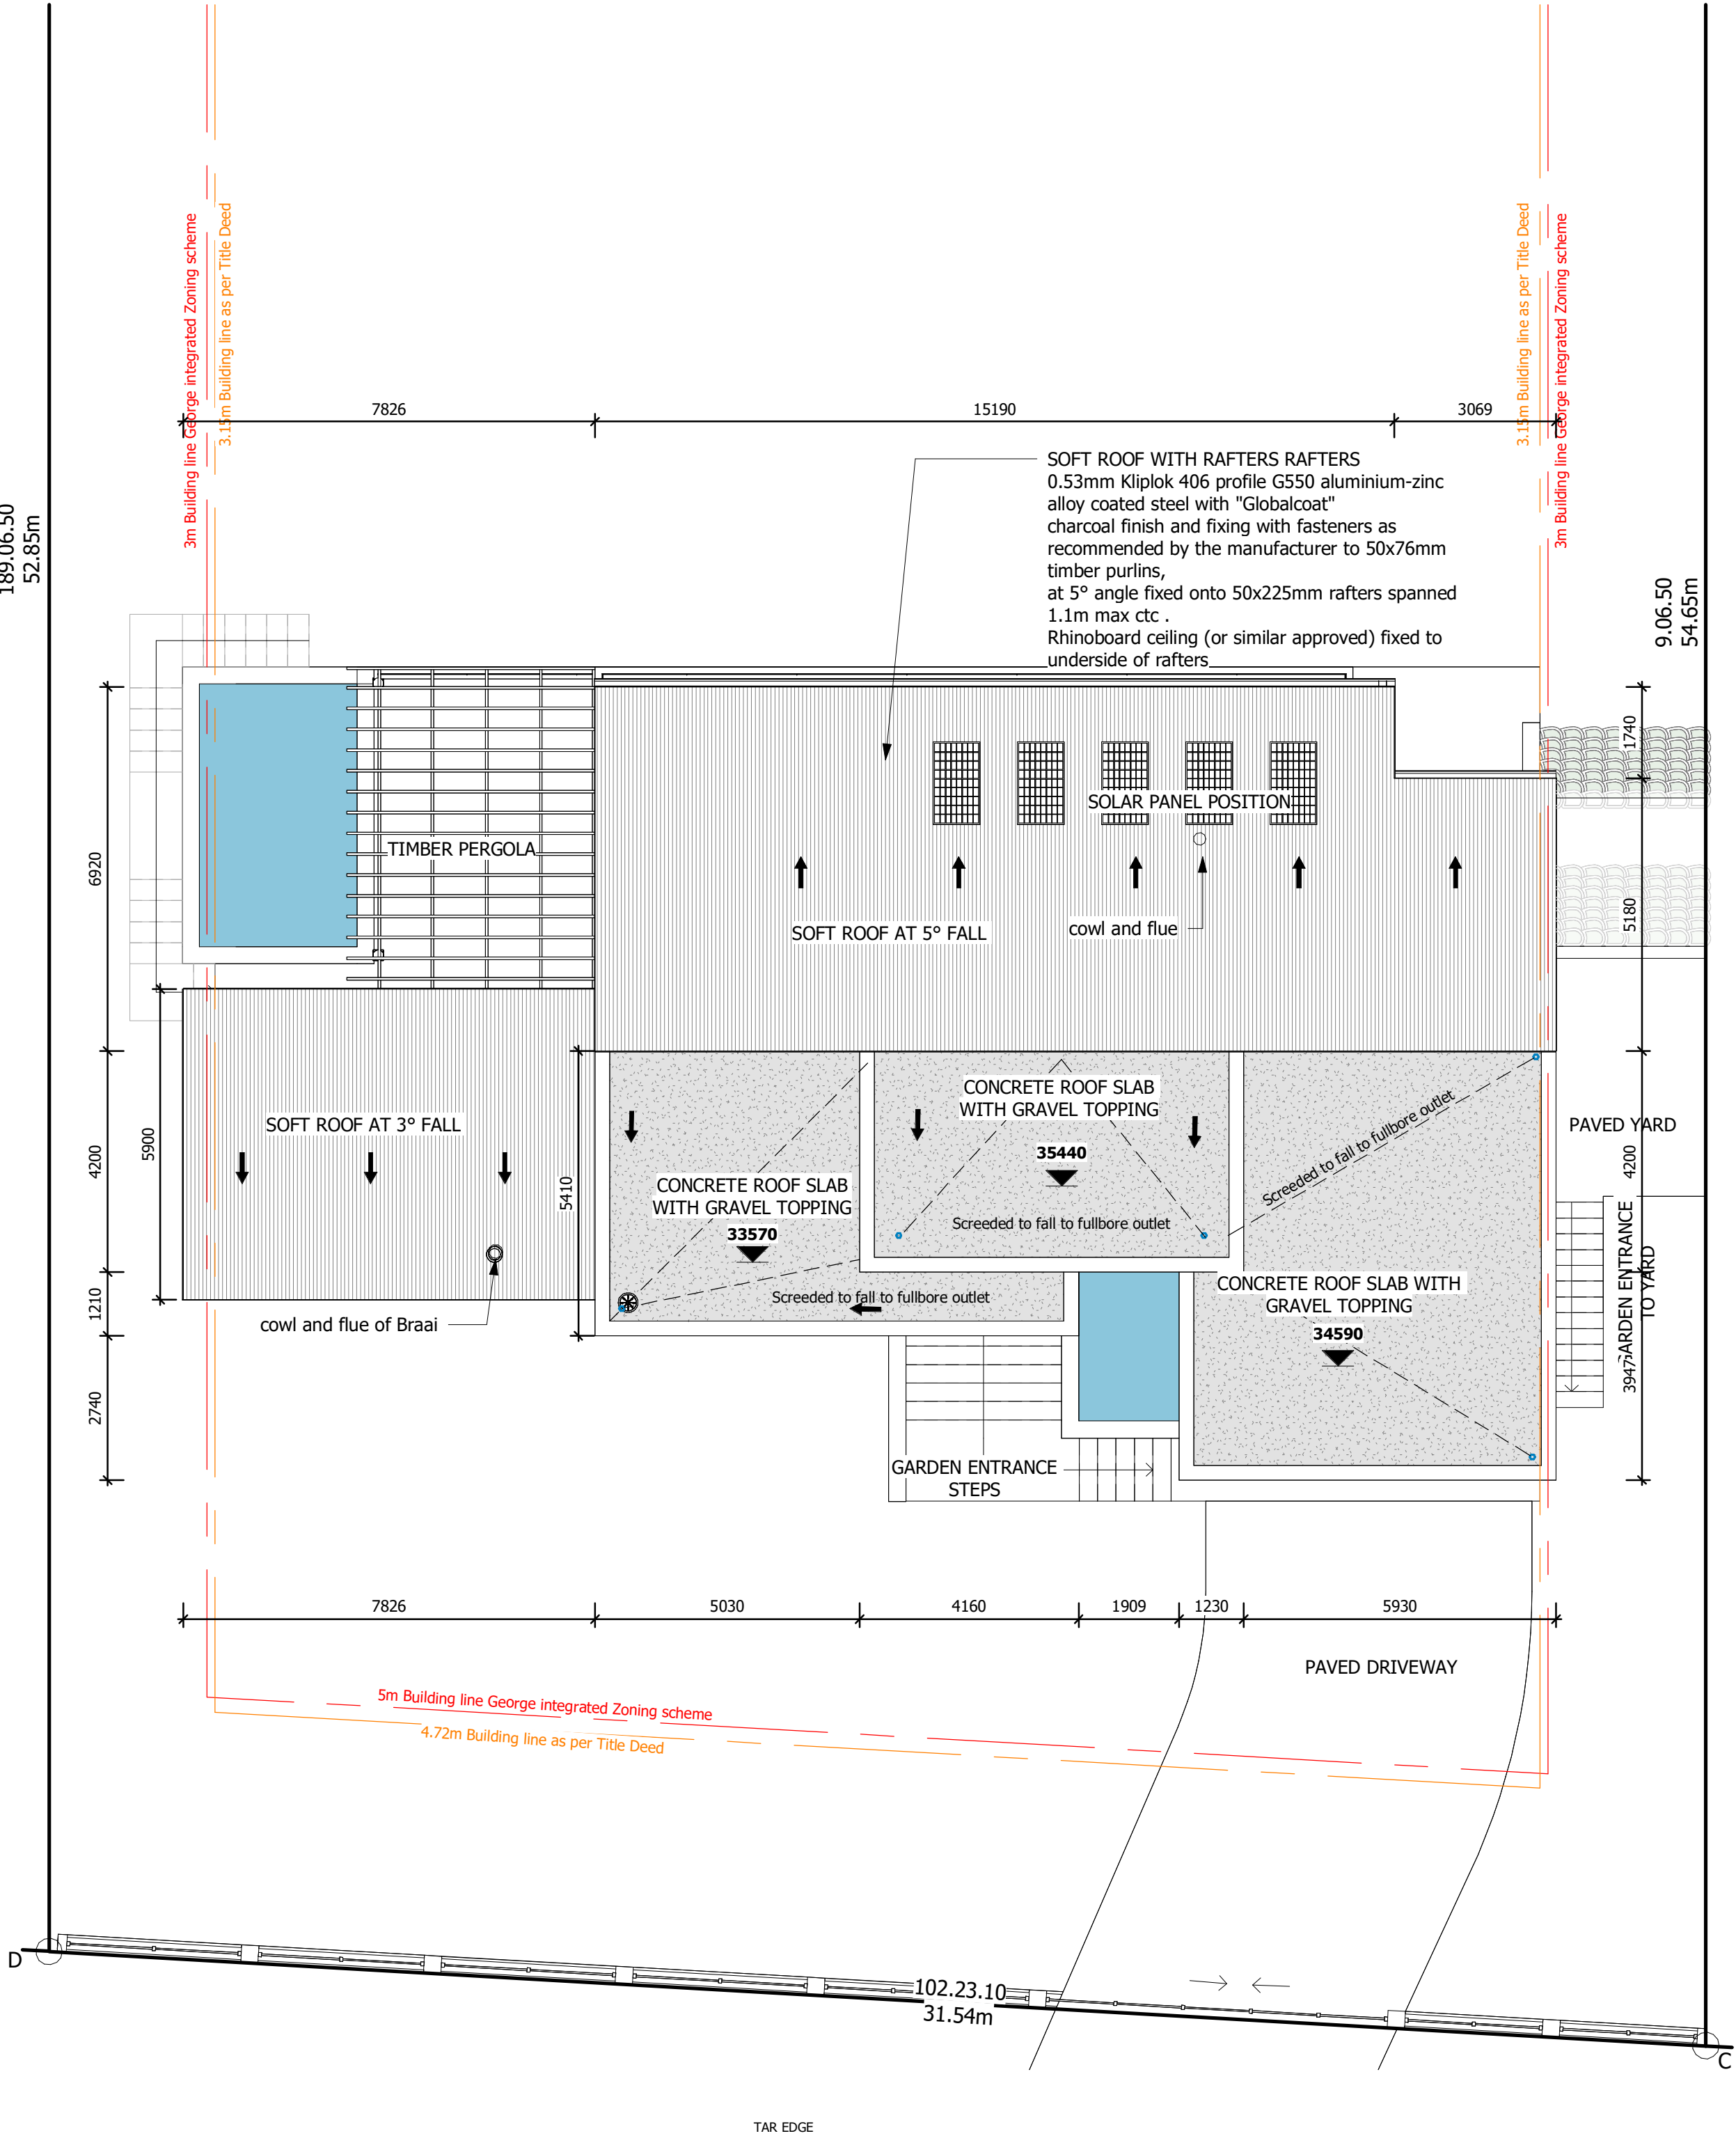 3m Building line George integrated Zoning scheme
3.15m Building line as per Title Deed
3.15m Building line as per Title Deed
3m Building line George integrated Zoning scheme
7826
15190
3069
189.06.50
52.85m
SOFT ROOF WITH RAFTERS RAFTERS
0.53mm Kliplok 406 profile G550 aluminium-zinc
alloy coated steel with "Globalcoat"
charcoal finish and fixing with fasteners as
recommended by the manufacturer to 50x76mm
timber purlins,
at 5° angle fixed onto 50x225mm rafters spanned
1.1m max ctc .
Rhinoboard ceiling (or similar approved) fixed to
underside of rafters
9.06.50
54.65m
1740
SOLAR PANEL POSITION
TIMBER PERGOLA
6920
5180
SOFT ROOF AT 5° FALL
cowl and flue
CONCRETE ROOF SLAB
WITH GRAVEL TOPPING
35440
Screeded to fall to fullbore outlet
Screeded to fall to fullbore outlet
SOFT ROOF AT 3° FALL
5900
4200
5410
PAVED YARD
4200
CONCRETE ROOF SLAB
WITH GRAVEL TOPPING
33570
GARDEN ENTRANCE
TO YARD
Screeded to fall to fullbore outlet
CONCRETE ROOF SLAB WITH
GRAVEL TOPPING
34590
1210
cowl and flue of Braai
3947
2740
GARDEN ENTRANCE
STEPS
7826
5030
4160
1909
1230
5930
PAVED DRIVEWAY
5m Building line George integrated Zoning scheme
4.72m Building line as per Title Deed
D
102.23.10
31.54m
C
TAR EDGE